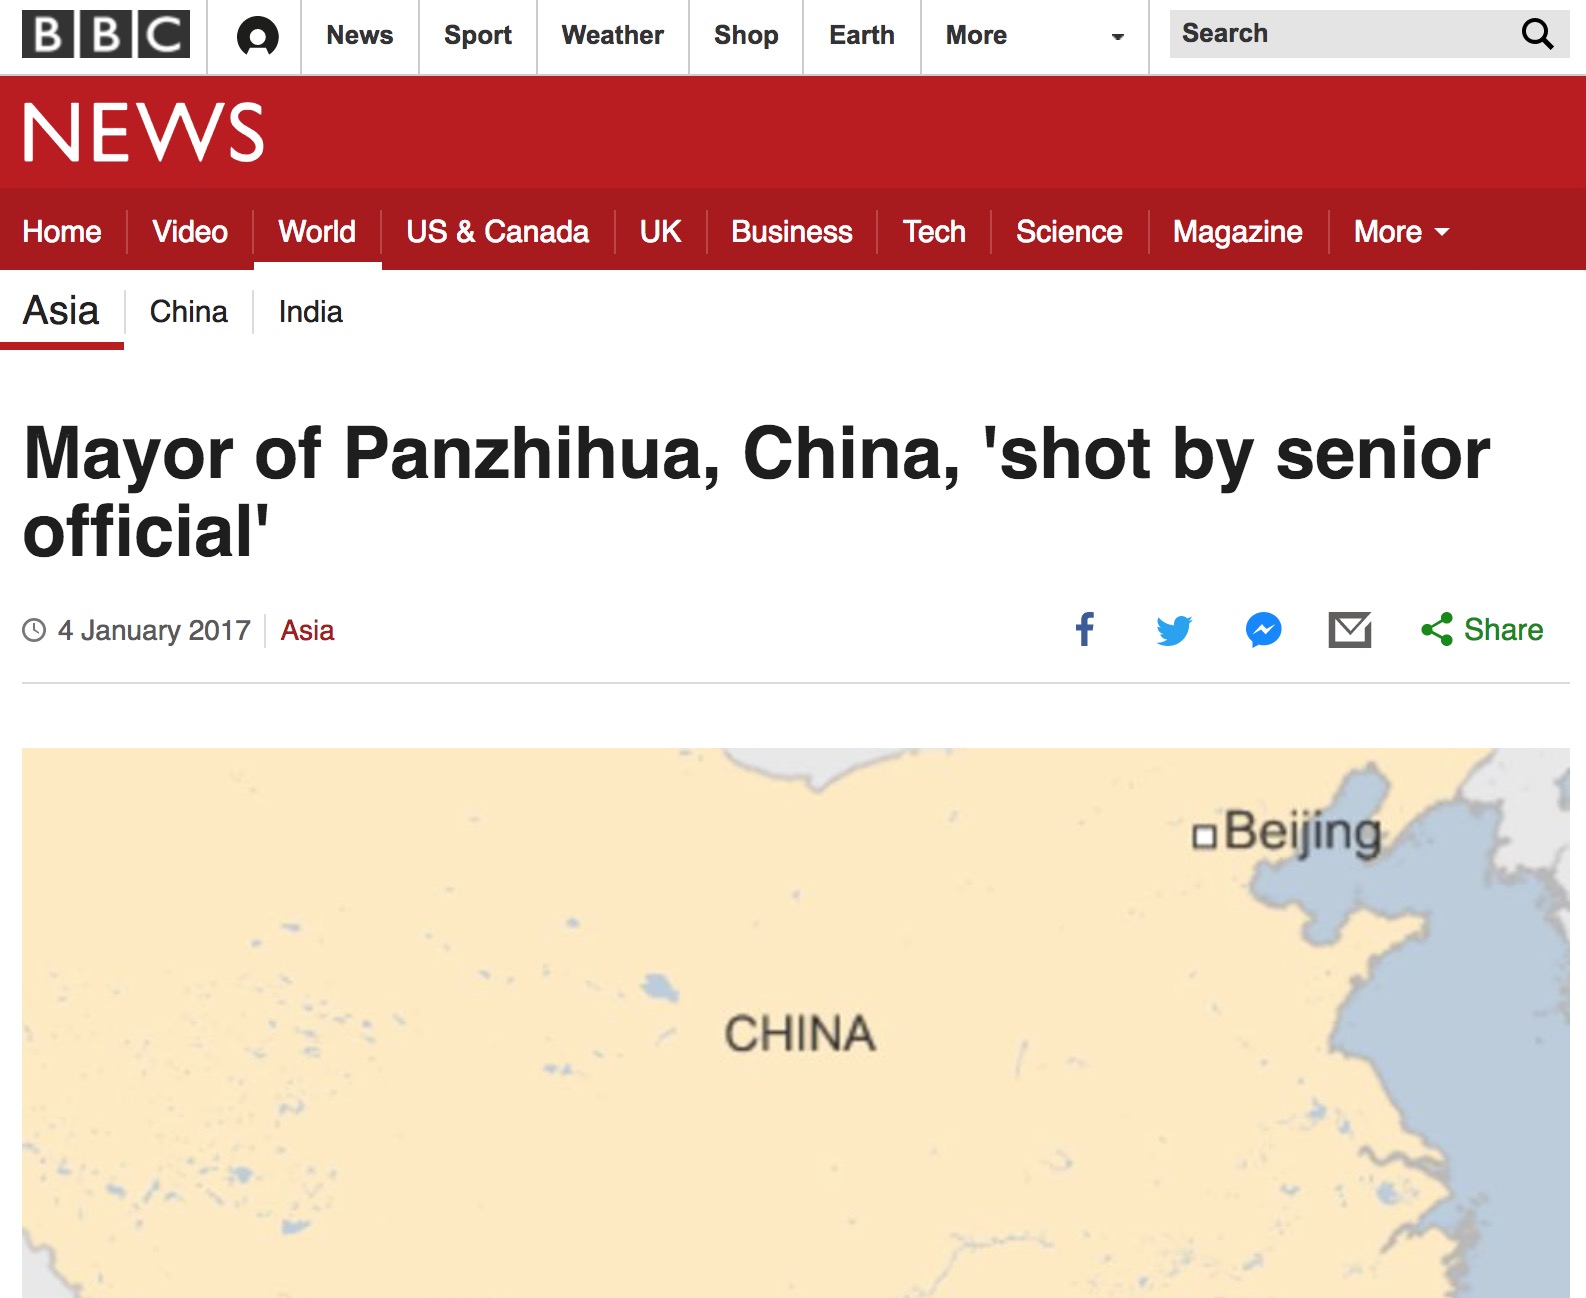 BBC News Sport Weather Shop Earth More Search
NEWS
Home Video World US & Canada UK Business Tech Science Magazine More
Asia China India
Mayor of Panzhihua, China, 'shot by senior
official'
4 January 2017 Asia Share
Beijing
CHINA